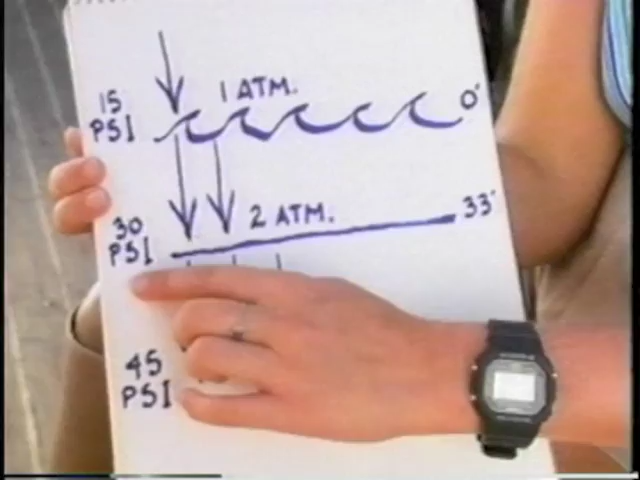 1 ATM.
15 PSI
0'
2 ATM.
33'
30 PSI
45 PSI